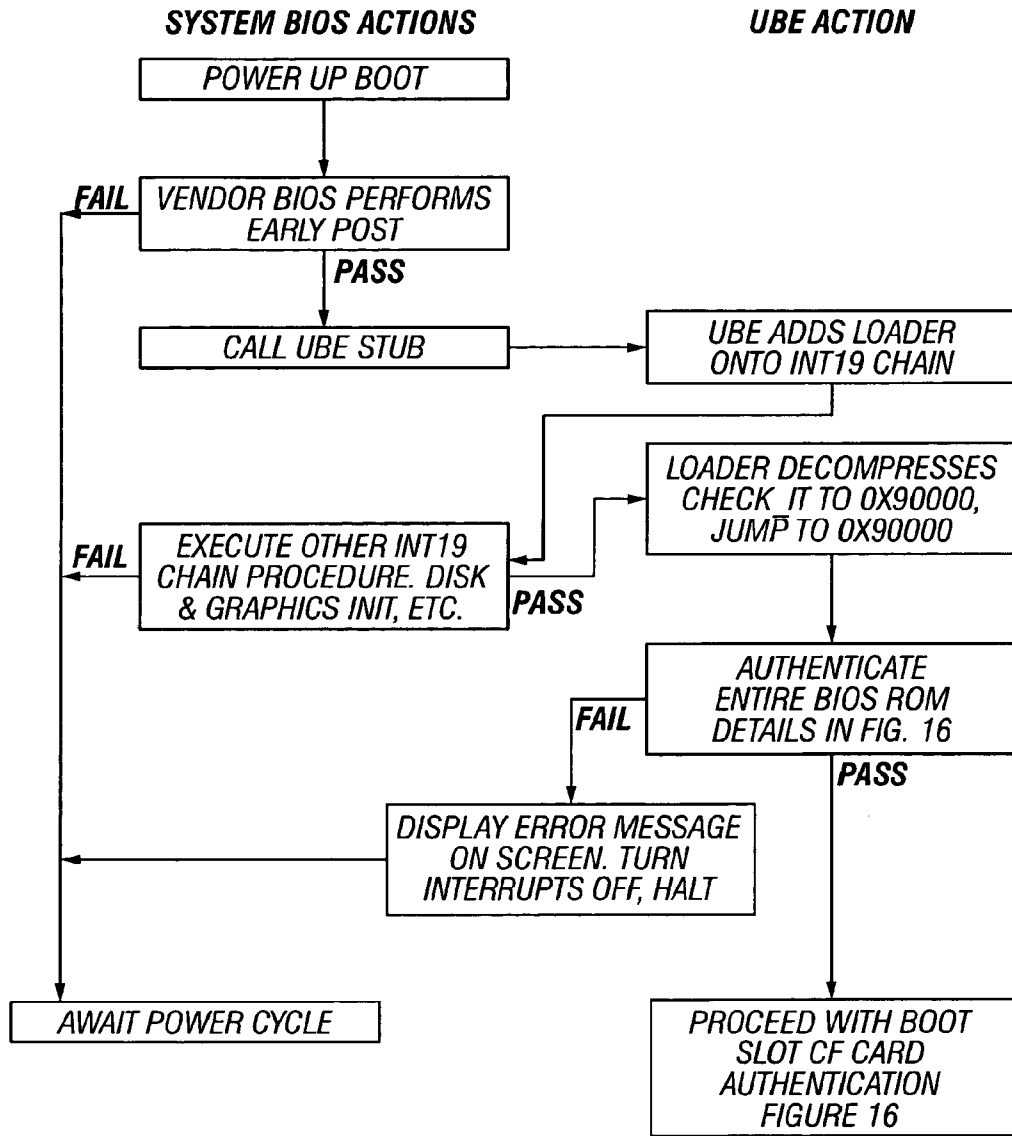 SYSTEM BIOS ACTIONS
UBE ACTION
POWER UP BOOT
FAIL
VENDOR BIOS PERFORMS
EARLY POST
PASS
CALL UBE STUB
UBE ADDS LOADER
ONTO INT19 CHAIN
LOADER DECOMPRESSES
CHECK_IT TO 0X90000,
JUMP TO 0X90000
FAIL
EXECUTE OTHER INT19
CHAIN PROCEDURE. DISK
& GRAPHICS INIT, ETC.
PASS
AUTHENTICATE
ENTIRE BIOS ROM
DETAILS IN FIG. 16
FAIL
PASS
DISPLAY ERROR MESSAGE
ON SCREEN. TURN
INTERRUPTS OFF, HALT
AWAIT POWER CYCLE
PROCEED WITH BOOT
SLOT CF CARD
AUTHENTICATION
FIGURE 16